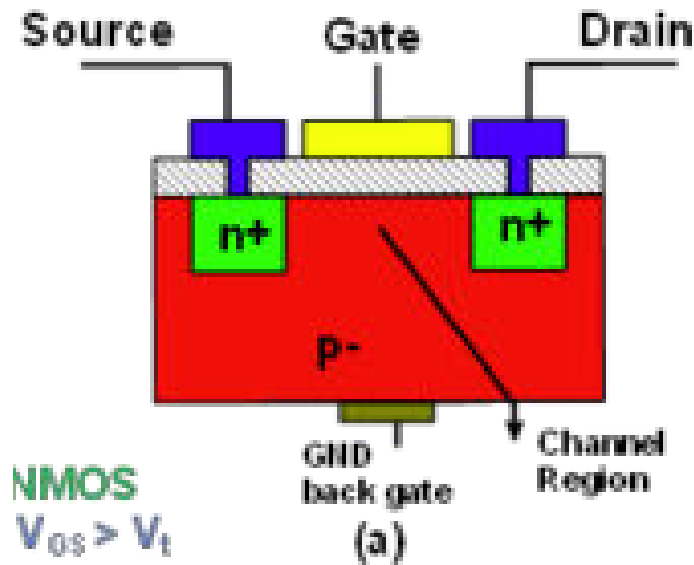 Source Gate Drain
n+ n+
p-
GND
back gate
Channel
Region
NMOS
V_GS > V_t
(a)